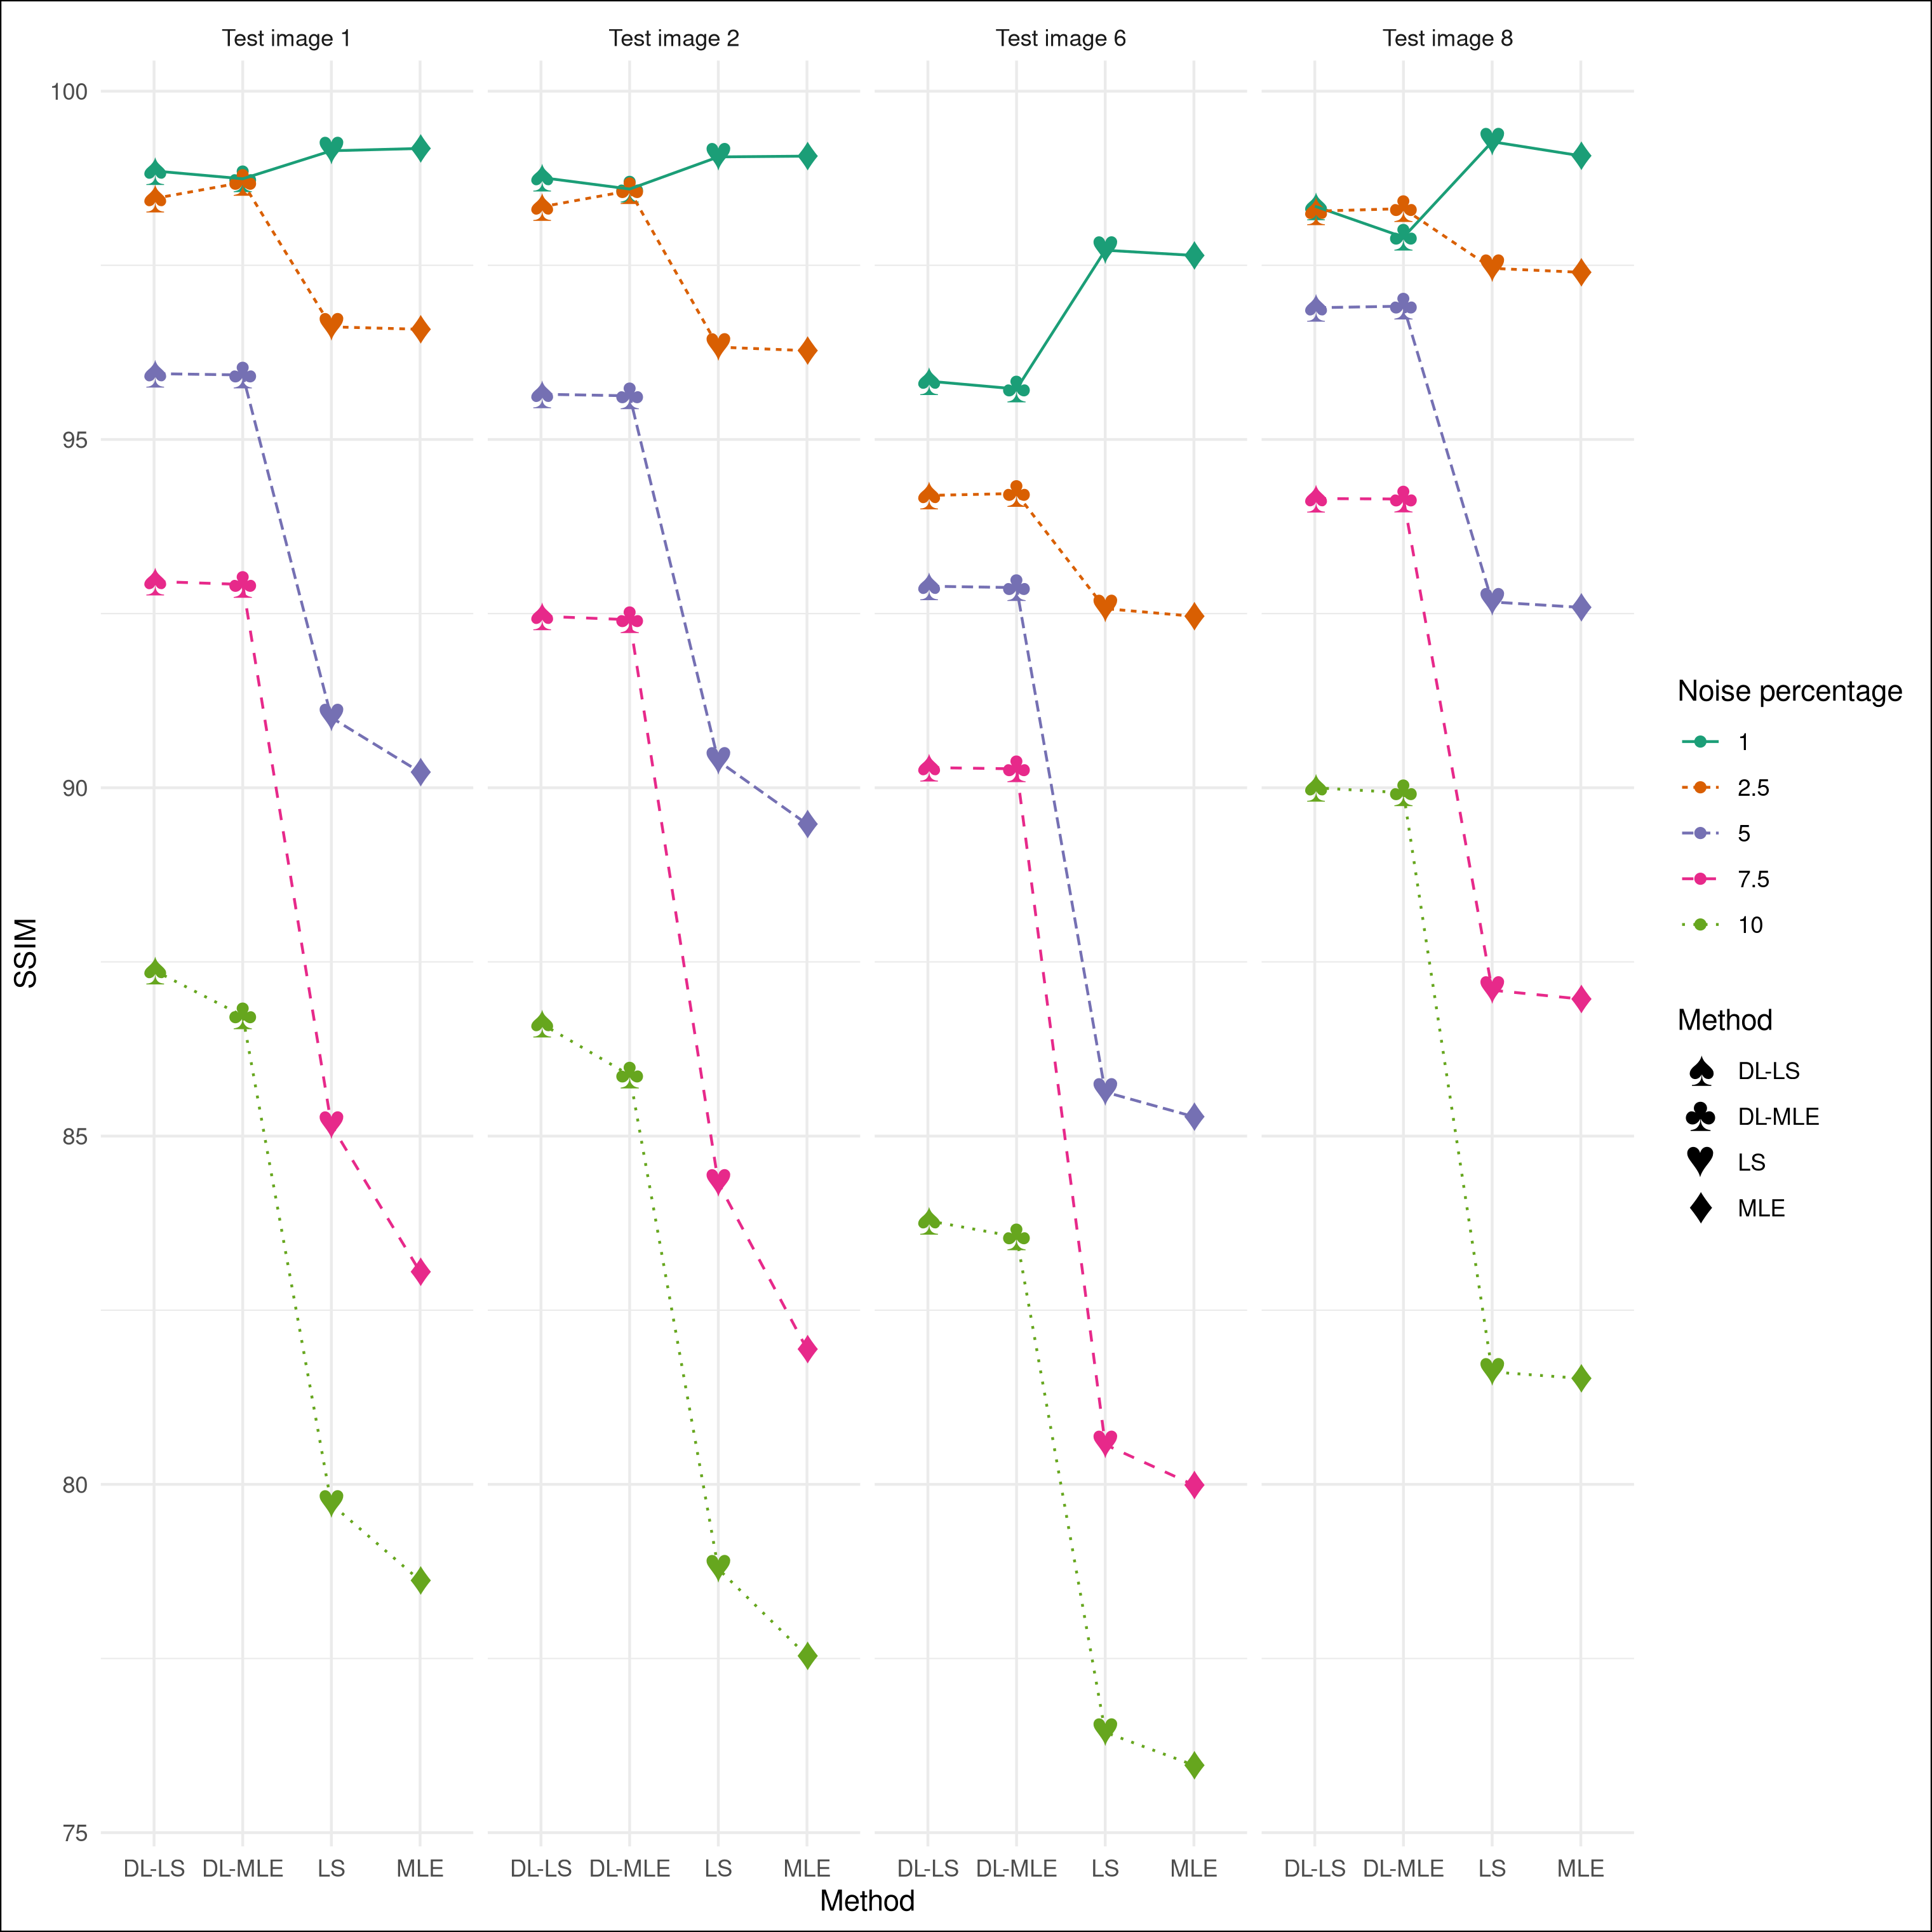 Test image 1
Test image 2
Test image 6
Test image 8
SSIM
100
95
90
85
80
75
DL-LS DL-MLE LS MLE
DL-LS DL-MLE LS MLE
DL-LS DL-MLE LS MLE
DL-LS DL-MLE LS MLE
Method
Noise percentage
1
2.5
5
7.5
10
Method
DL-LS
DL-MLE
LS
MLE